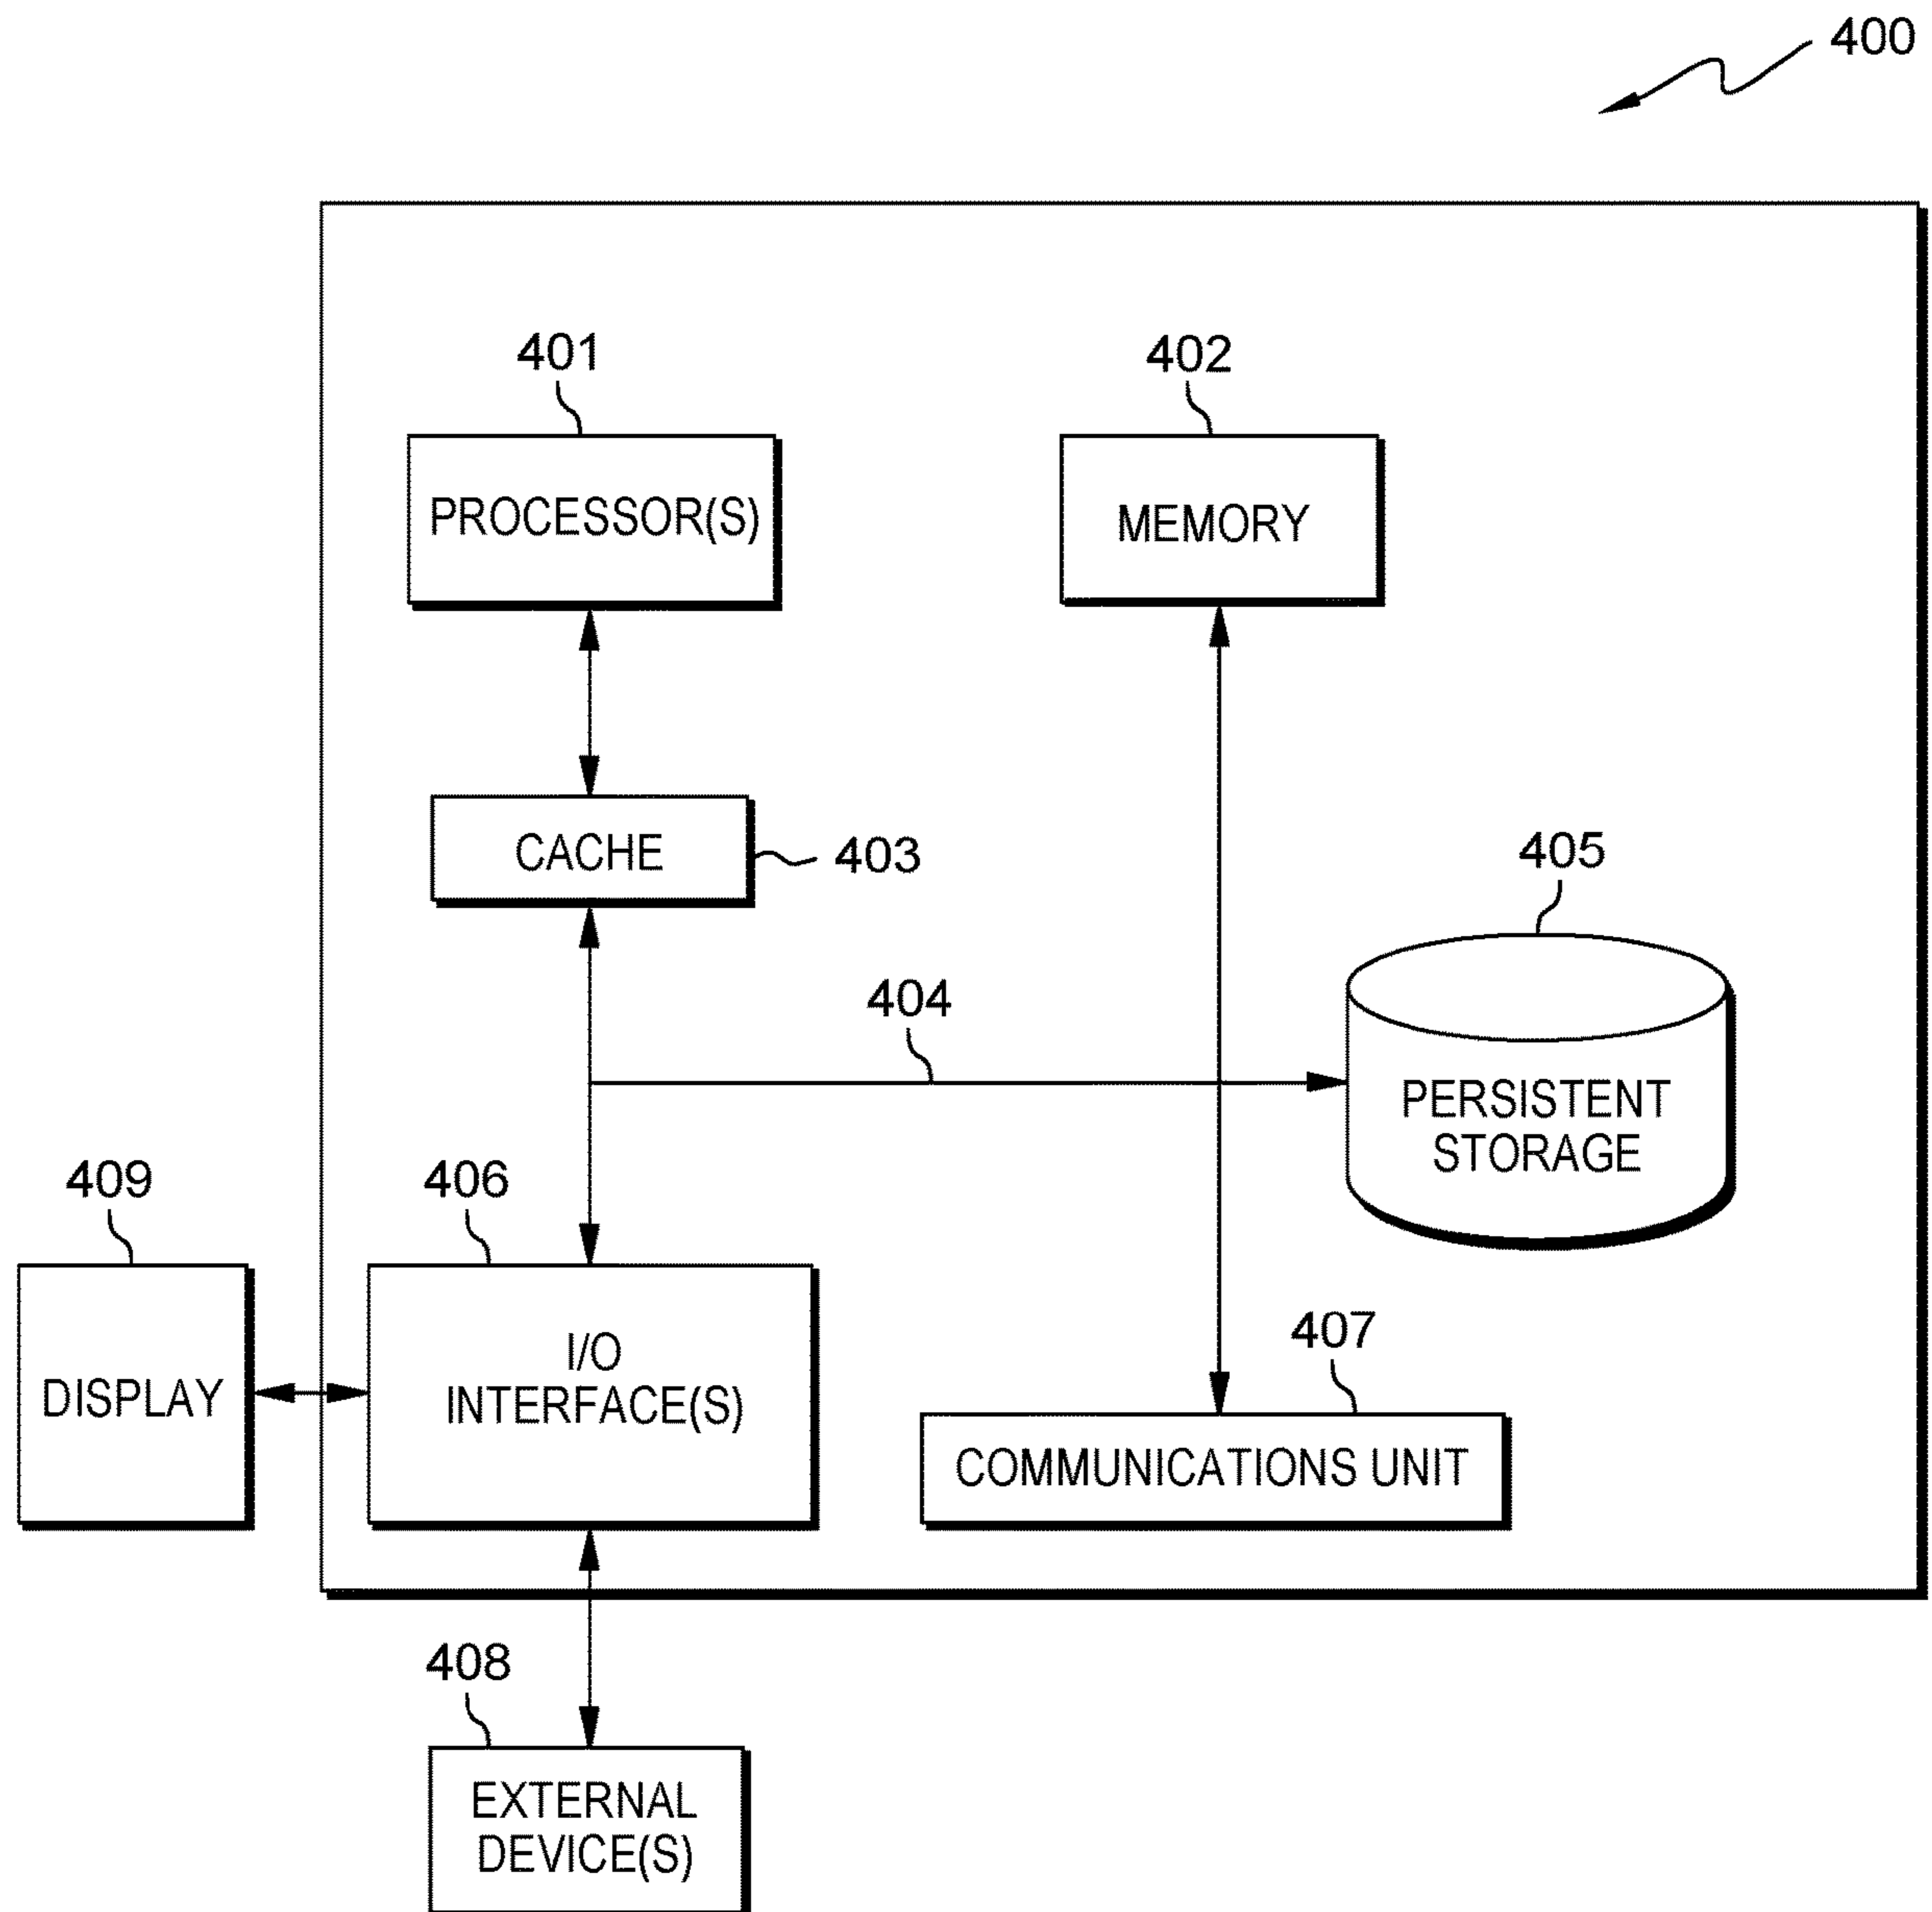 400
401
402
PROCESSOR(S)
MEMORY
CACHE
403
405
404
PERSISTENT
STORAGE
409
406
I/O
INTERFACE(S)
DISPLAY
407
COMMUNICATIONS UNIT
408
EXTERNAL
DEVICE(S)